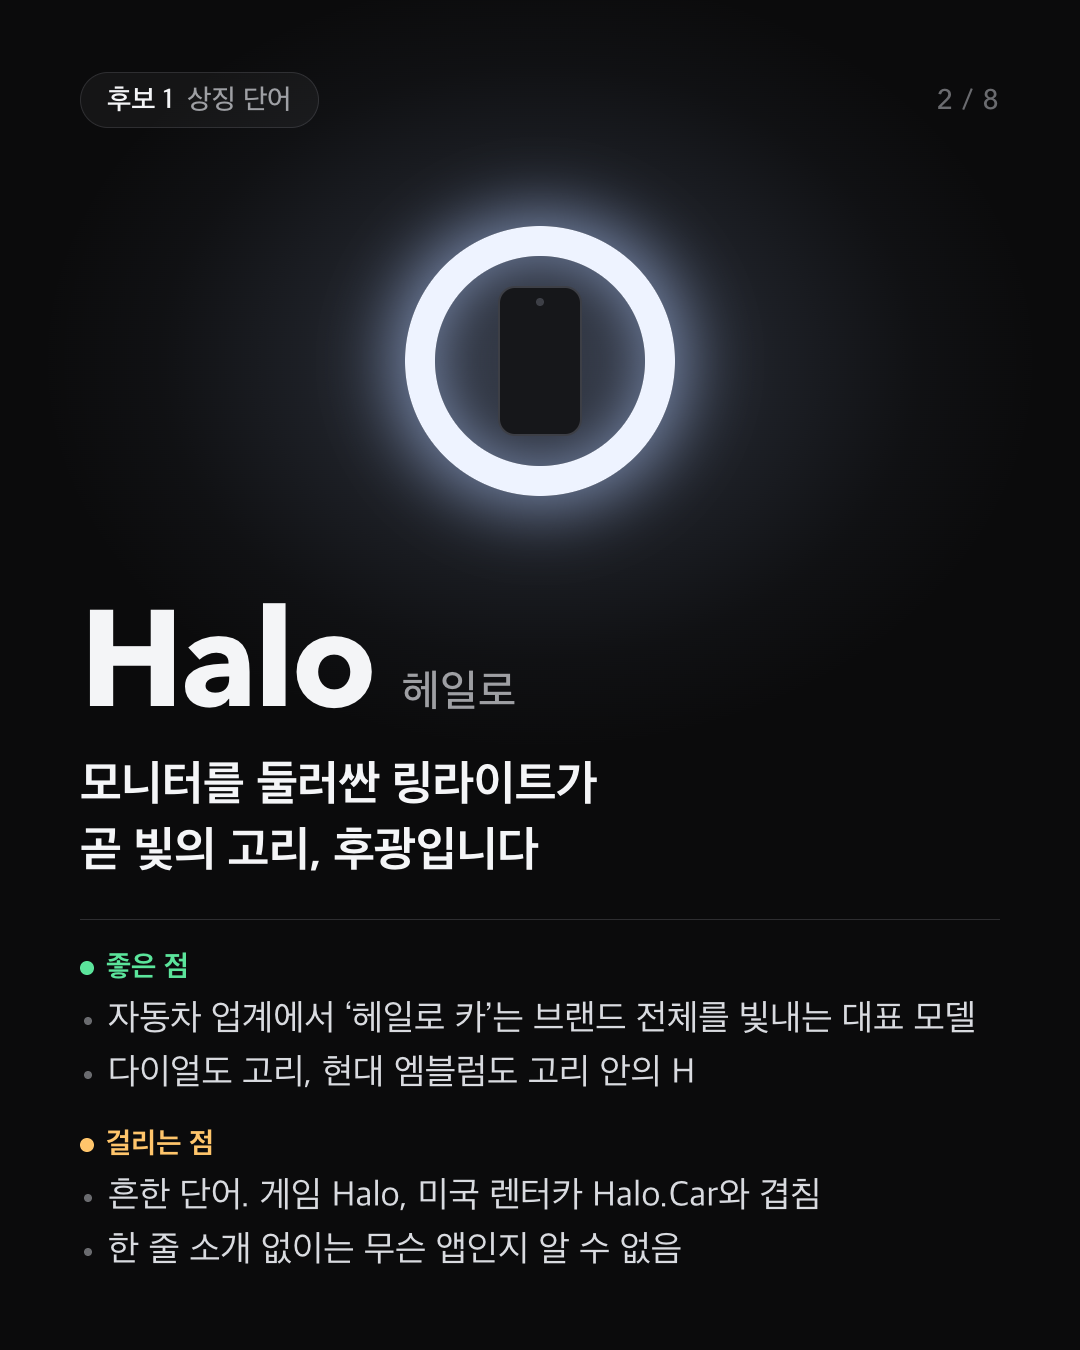 후보 1 상징 단어
2 / 8
Halo 헤일로
모니터를 둘러싼 링라이트가
곧 빛의 고리, 후광입니다
좋은 점
자동차 업계에서 ‘헤일로 카’는 브랜드 전체를 빛내는 대표 모델
다이얼도 고리, 현대 엠블럼도 고리 안의 H
걸리는 점
흔한 단어. 게임 Halo, 미국 렌터카 Halo.Car와 겹침
한 줄 소개 없이는 무슨 앱인지 알 수 없음